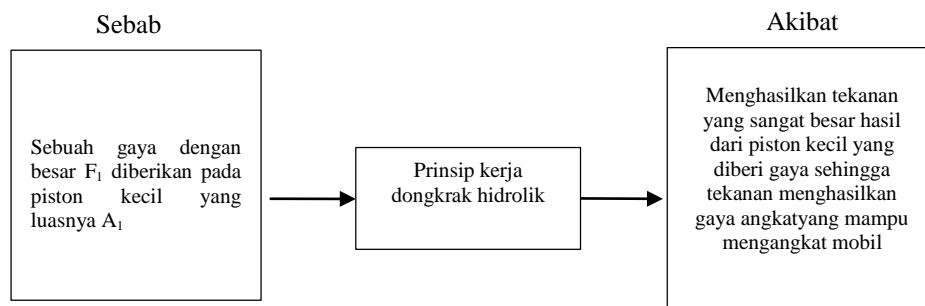 Sebab
Akibat
Sebuah gaya dengan
besar F₁ diberikan pada
piston kecil yang
luasnya A₁
Prinsip kerja
dongkrak hidrolik
Menghasilkan tekanan
yang sangat besar hasil
dari piston kecil yang
diberi gaya sehingga
tekanan menghasilkan
gaya angkatyang mampu
mengangkat mobil